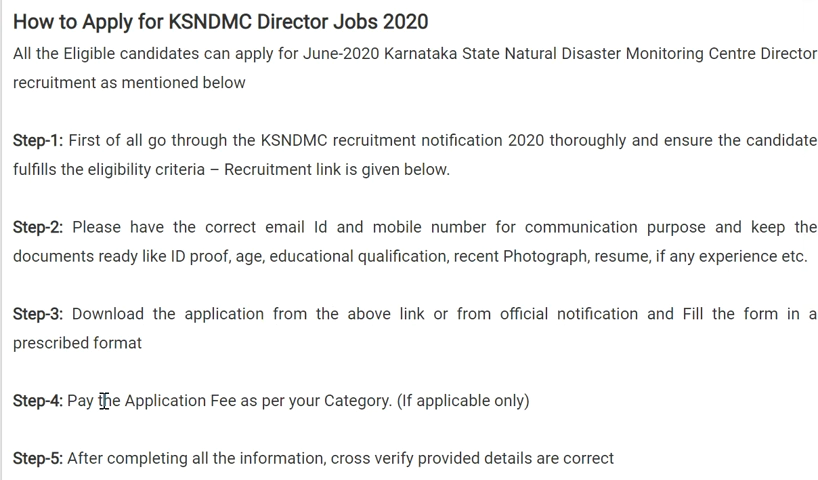 How to Apply for KSNDMC Director Jobs 2020
All the Eligible candidates can apply for June-2020 Karnataka State Natural Disaster Monitoring Centre Director
recruitment as mentioned below
Step-1: First of all go through the KSNDMC recruitment notification 2020 thoroughly and ensure the candidate
fulfills the eligibility criteria – Recruitment link is given below.
Step-2: Please have the correct email Id and mobile number for communication purpose and keep the
documents ready like ID proof, age, educational qualification, recent Photograph, resume, if any experience etc.
Step-3: Download the application from the above link or from official notification and Fill the form in a
prescribed format
Step-4: Pay the Application Fee as per your Category. (If applicable only)
Step-5: After completing all the information, cross verify provided details are correct